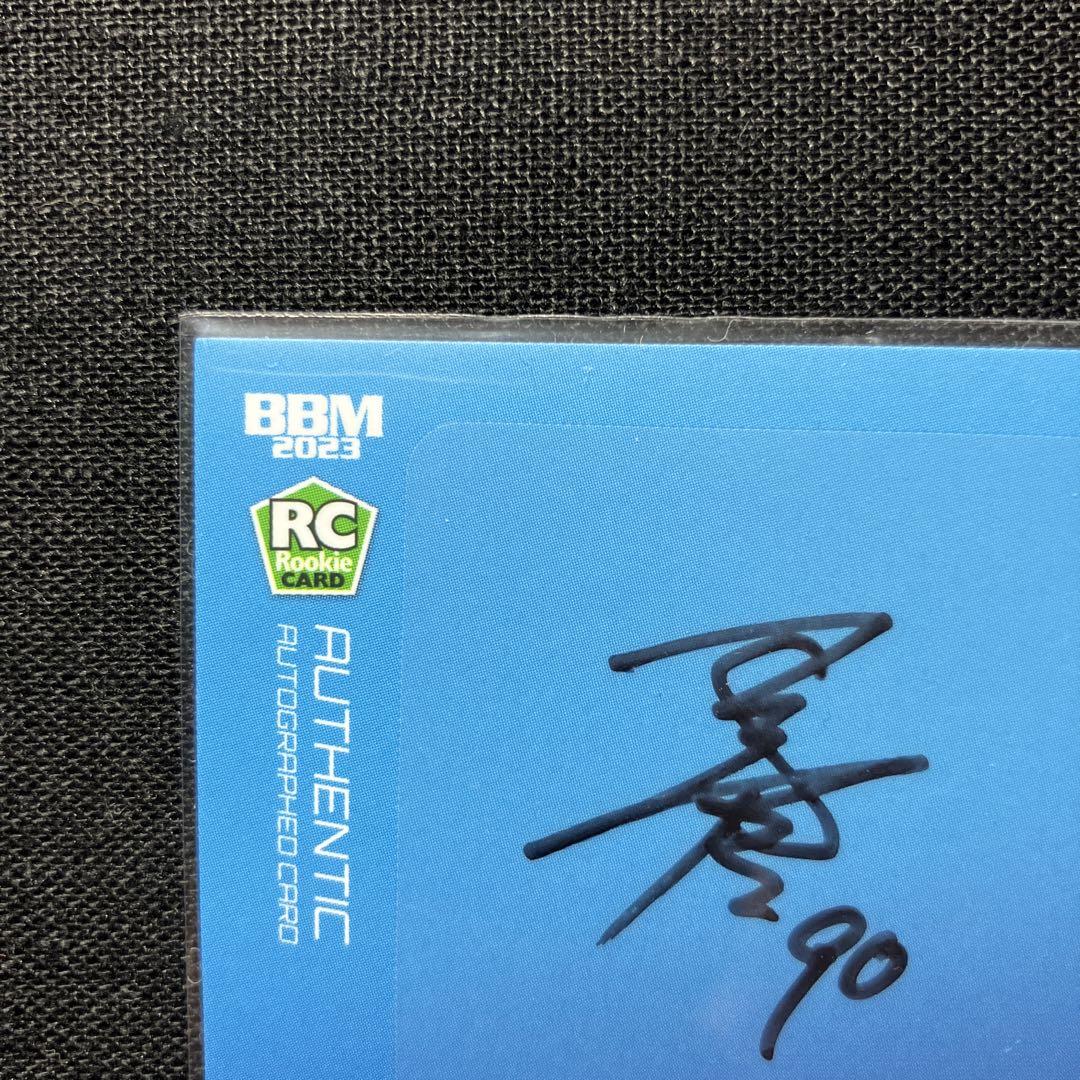 BBM
2023
RC
Rookie
CARD
AUTHENTIC
AUTOGRAPHED CARD
90